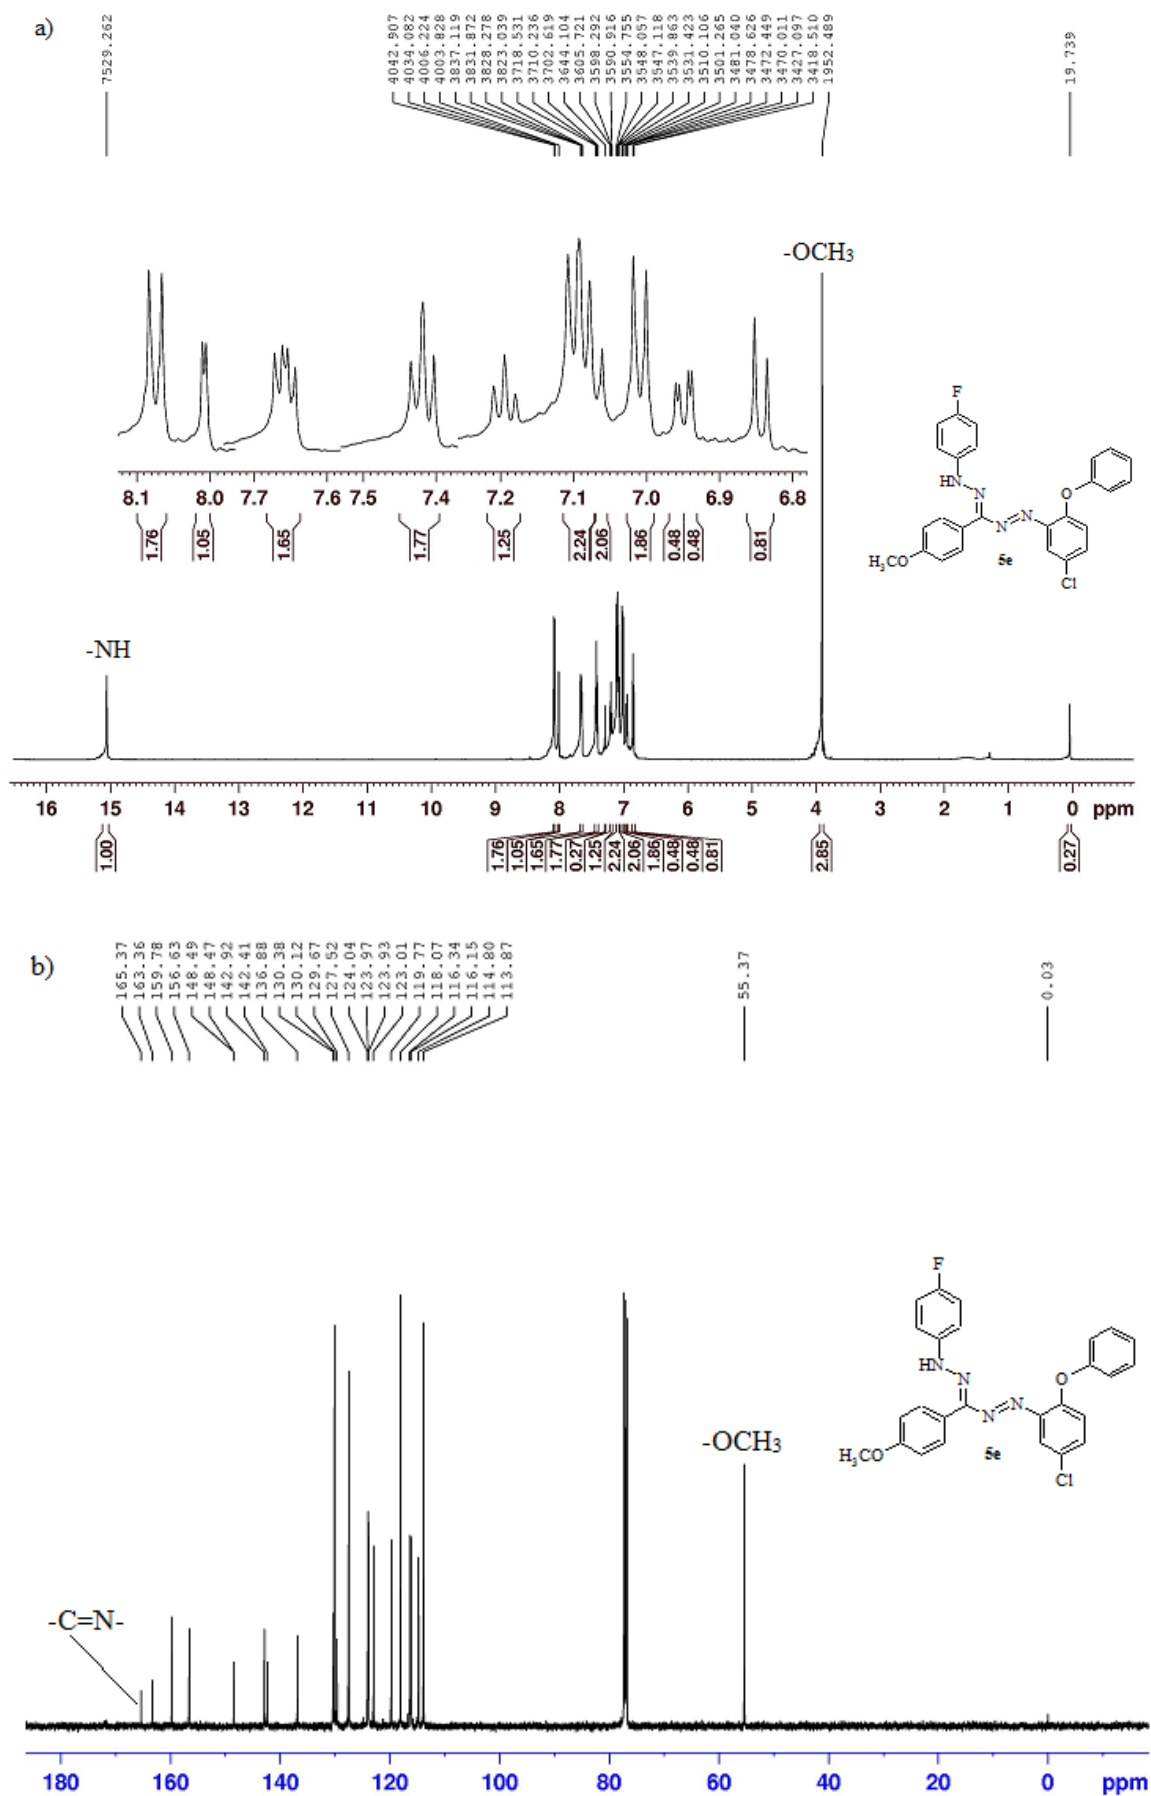 a)
7529.262
4042.907
4034.082
4006.224
4003.828
3837.119
3831.872
3828.278
3823.039
3718.531
3710.236
3702.619
3644.104
3605.721
3598.292
3590.916
3554.755
3548.057
3547.118
3539.863
3531.423
3510.106
3501.265
3481.040
3478.626
3472.449
3470.011
3427.097
3418.510
1952.489
19.739
-OCH3
8.1 8.0 7.7 7.6 7.5 7.4 7.2 7.1 7.0 6.9 6.8
1.76 1.05 1.65 1.77 1.25 2.24 2.06 1.86 0.48 0.48 0.81
F
HN N
O
N N
H3CO
5e
Cl
-NH
16 15 14 13 12 11 10 9 8 7 6 5 4 3 2 1 0 ppm
1.00 1.76 1.05 1.65 1.77 0.27 1.25 2.24 2.06 1.86 0.48 0.48 0.81 2.85 0.27
b)
165.37
163.36
159.78
156.63
148.49
148.47
142.92
142.41
136.88
130.38
130.12
129.67
127.52
124.04
123.97
123.93
123.01
119.77
118.07
116.34
116.15
114.80
113.87
55.37
0.03
F
HN N
O
N N
H3CO
5e
Cl
-OCH3
-C=N-
180 160 140 120 100 80 60 40 20 0 ppm